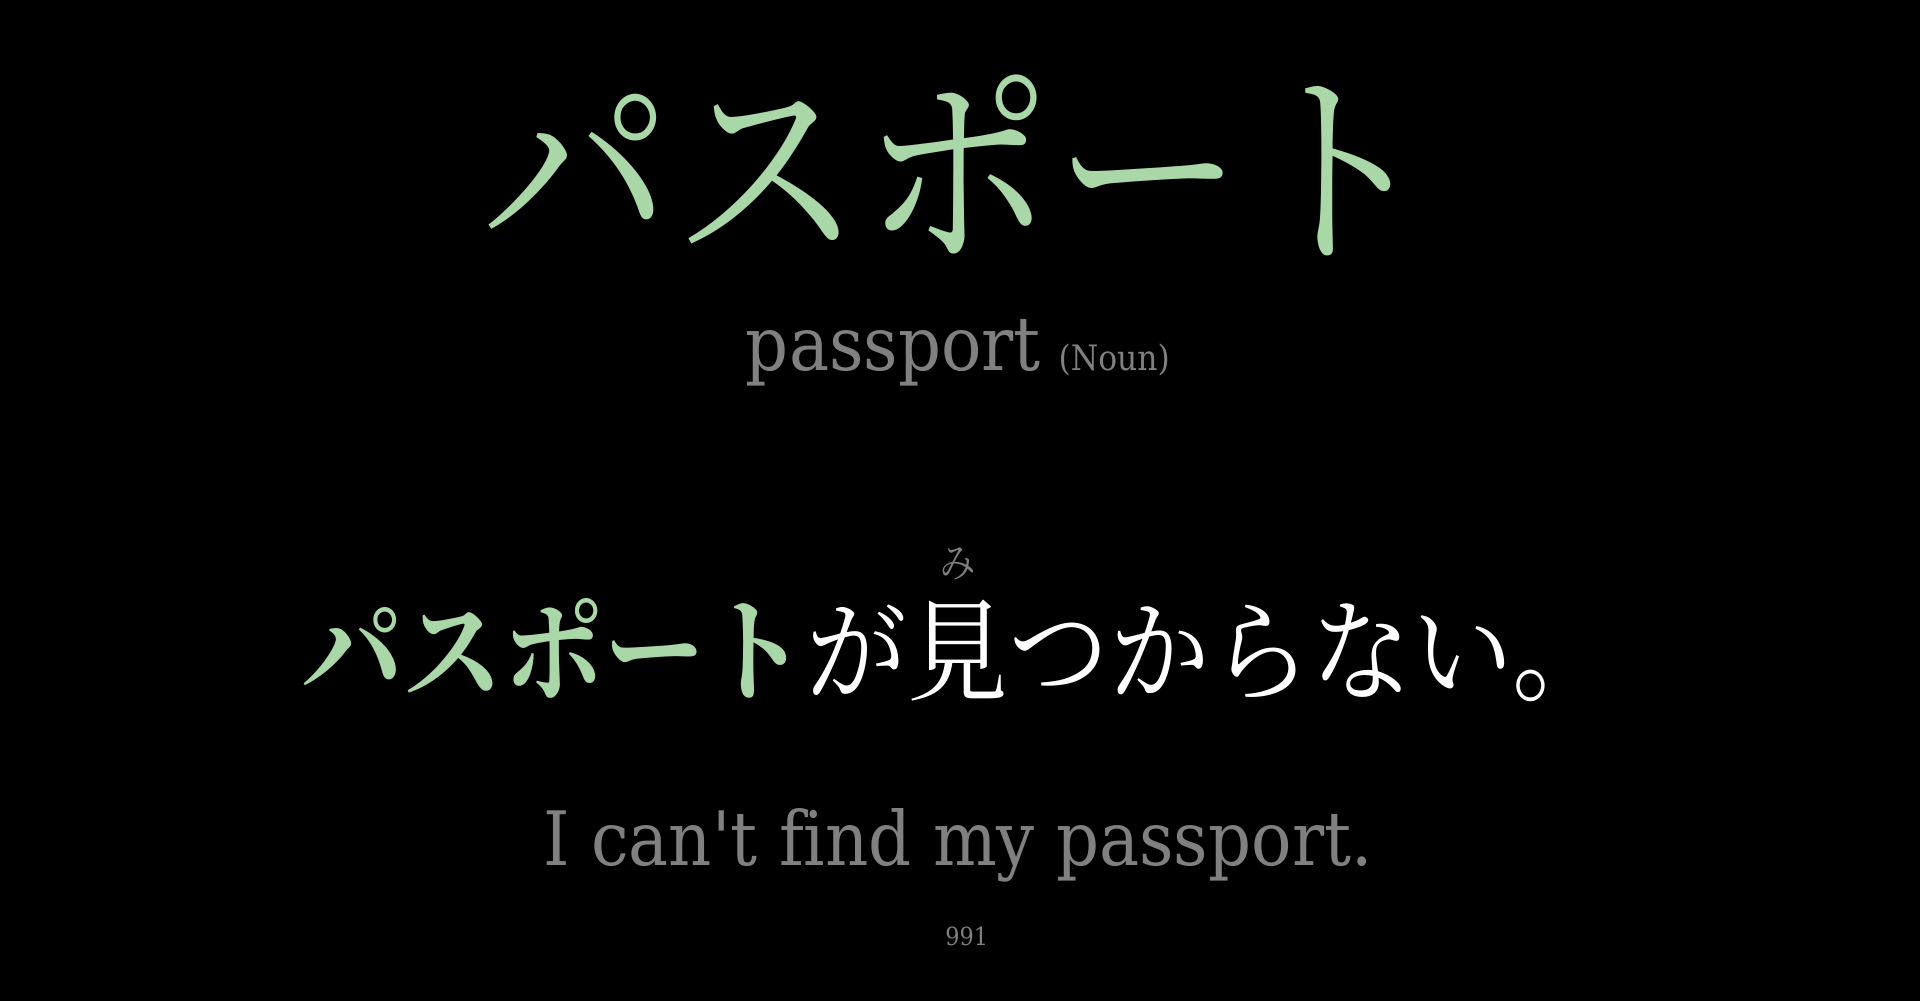 パスポート
passport (Noun)
み
パスポートが見つからない。
I can't find my passport.
991